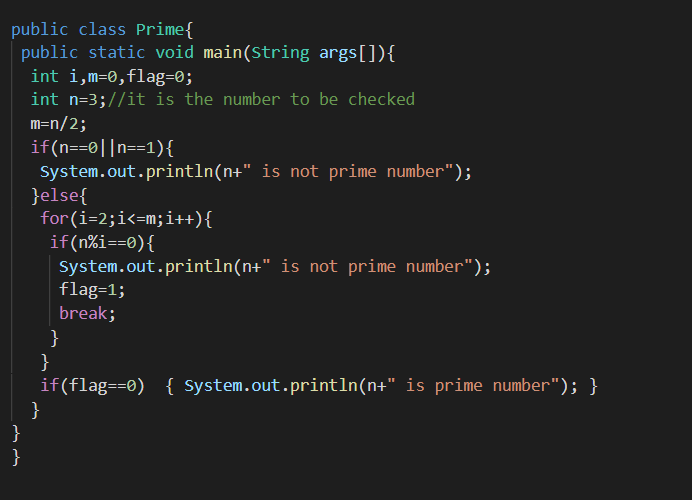 public class Prime{
 public static void main(String args[]){
  int i,m=0,flag=0;
  int n=3;//it is the number to be checked
  m=n/2;
  if(n==0||n==1){
   System.out.println(n+" is not prime number");
  }else{
   for(i=2;i<=m;i++){
    if(n%i==0){
     System.out.println(n+" is not prime number");
     flag=1;
     break;
    }
   }
   if(flag==0)  { System.out.println(n+" is prime number"); }
  }
}
}